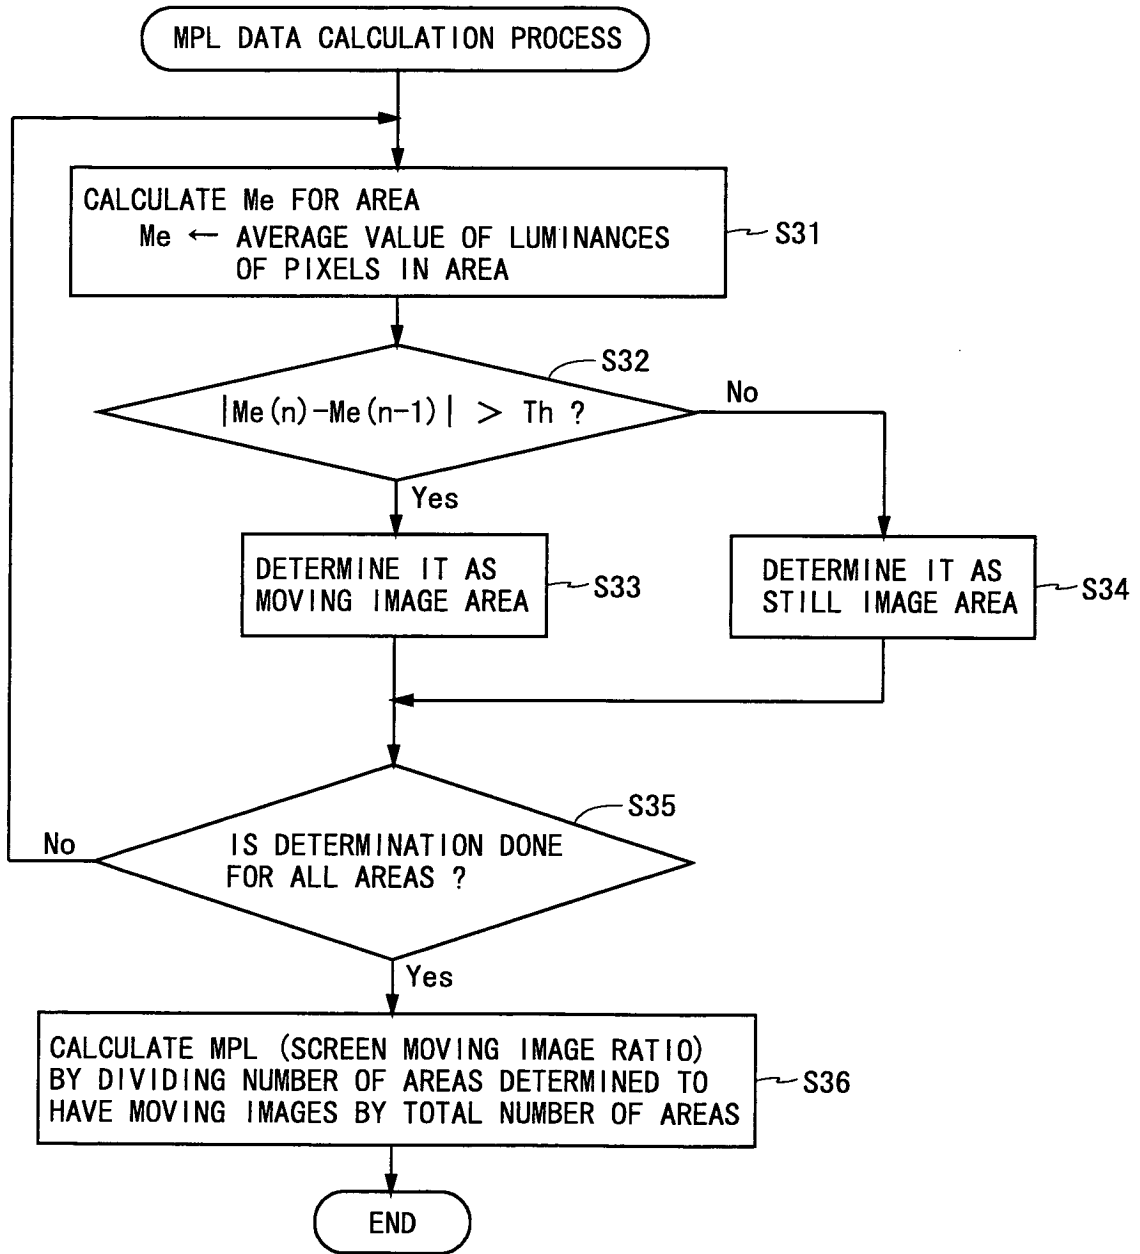 MPL DATA CALCULATION PROCESS
CALCULATE Me FOR AREA
Me ← AVERAGE VALUE OF LUMINANCES
OF PIXELS IN AREA
S31
S32
|Me(n)-Me(n-1)| > Th ?
No
Yes
DETERMINE IT AS
MOVING IMAGE AREA
S33
DETERMINE IT AS
STILL IMAGE AREA
S34
S35
No
IS DETERMINATION DONE
FOR ALL AREAS ?
Yes
CALCULATE MPL (SCREEN MOVING IMAGE RATIO)
BY DIVIDING NUMBER OF AREAS DETERMINED TO
HAVE MOVING IMAGES BY TOTAL NUMBER OF AREAS
S36
END